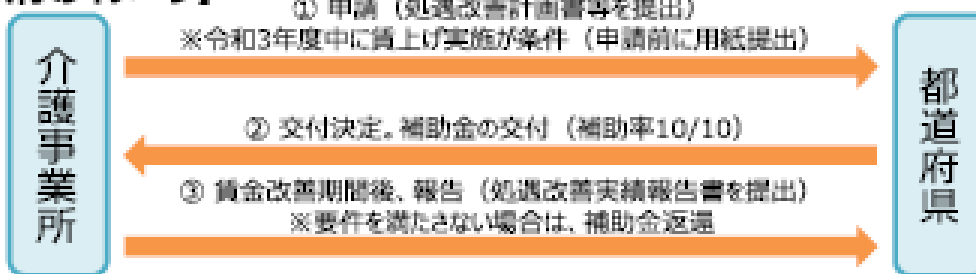 ① 申請（処遇改善計画書等を提出）
※令和3年度中に賃上げ実施が条件（申請前に用紙提出）
介護事業所
都道府県
② 交付決定。補助金の交付（補助率10/10）
③ 賃金改善期間後、報告（処遇改善実績報告書を提出）
※要件を満たさない場合は、補助金返還